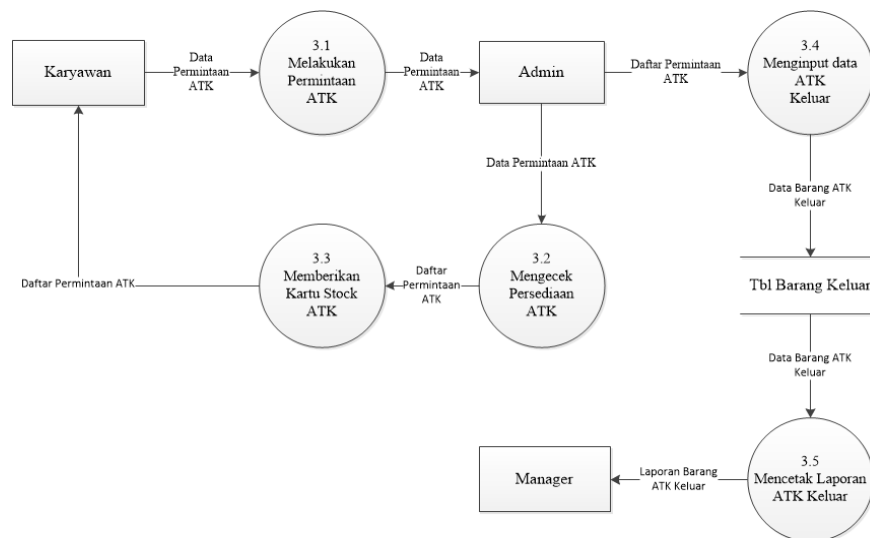 Karyawan
Data
Permintaan
ATK
3.1
Melakukan
Permintaan
ATK
Data
Permintaan
ATK
Admin
Daftar Permintaan
ATK
3.4
Menginput data
ATK
Keluar
Data Permintaan ATK
Data Barang ATK
Keluar
Daftar Permintaan ATK
3.3
Memberikan
Kartu Stock
ATK
Daftar
Permintaan
ATK
3.2
Mengecek
Persediaan
ATK
Tbl Barang Keluar
Data Barang ATK
Keluar
Manager
Laporan Barang
ATK Keluar
3.5
Mencetak Laporan
ATK Keluar